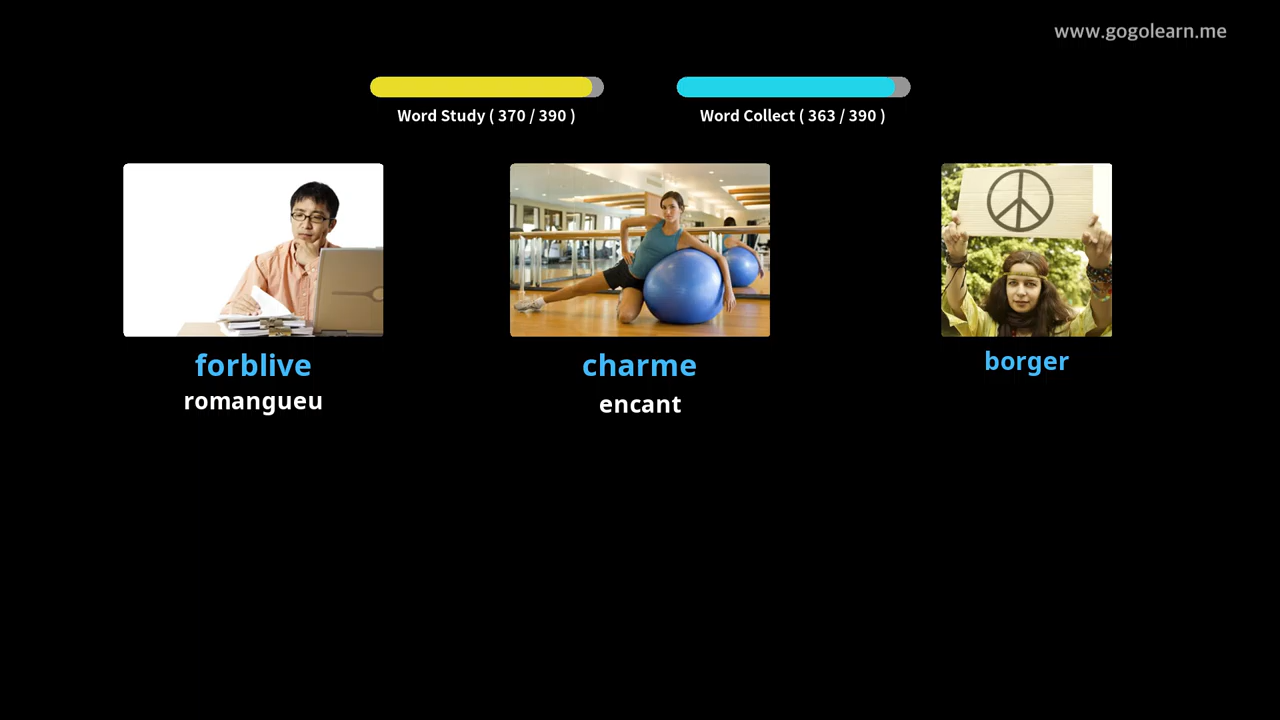 www.gogolearn.me
Word Study ( 370 / 390 )
Word Collect ( 363 / 390 )
forblive
romangueu
charme
encant
borger